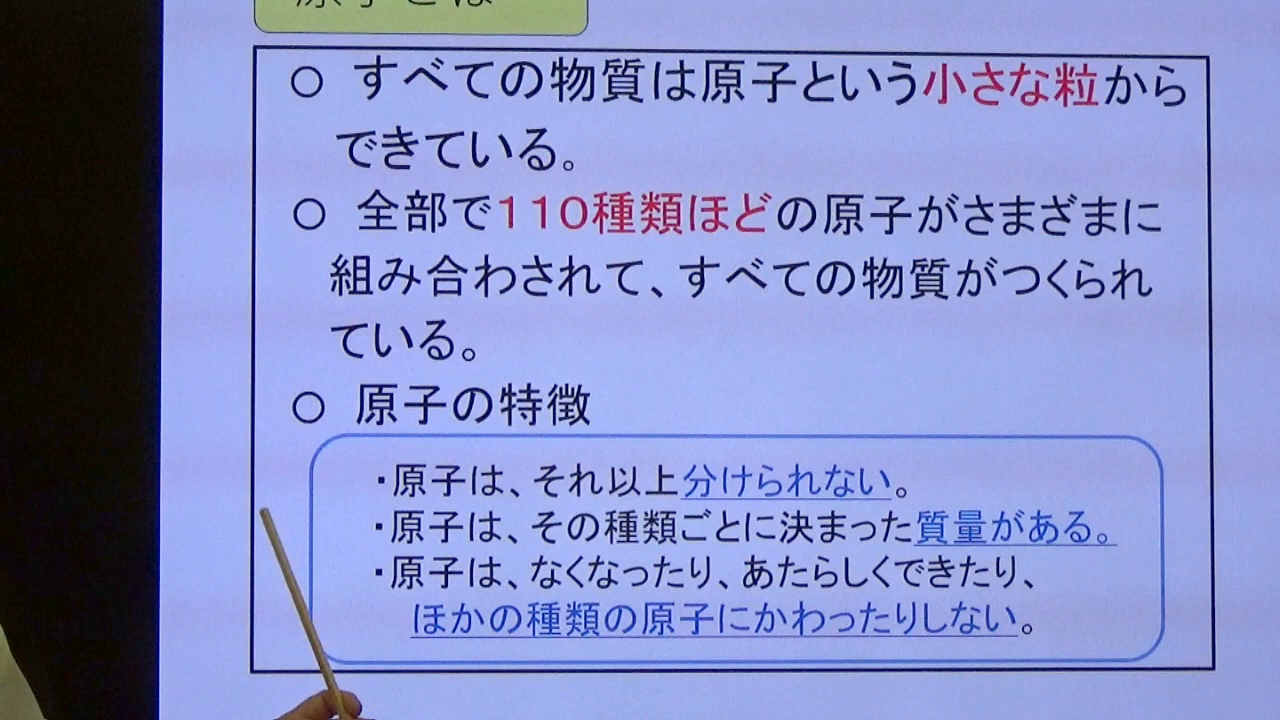 原子とは
○ すべての物質は原子という小さな粒から
できている。
○ 全部で110種類ほどの原子がさまざまに
組み合わされて、すべての物質がつくられ
ている。
○ 原子の特徴
・原子は、それ以上分けられない。
・原子は、その種類ごとに決まった質量がある。
・原子は、なくなったり、あたらしくできたり、
ほかの種類の原子にかわったりしない。